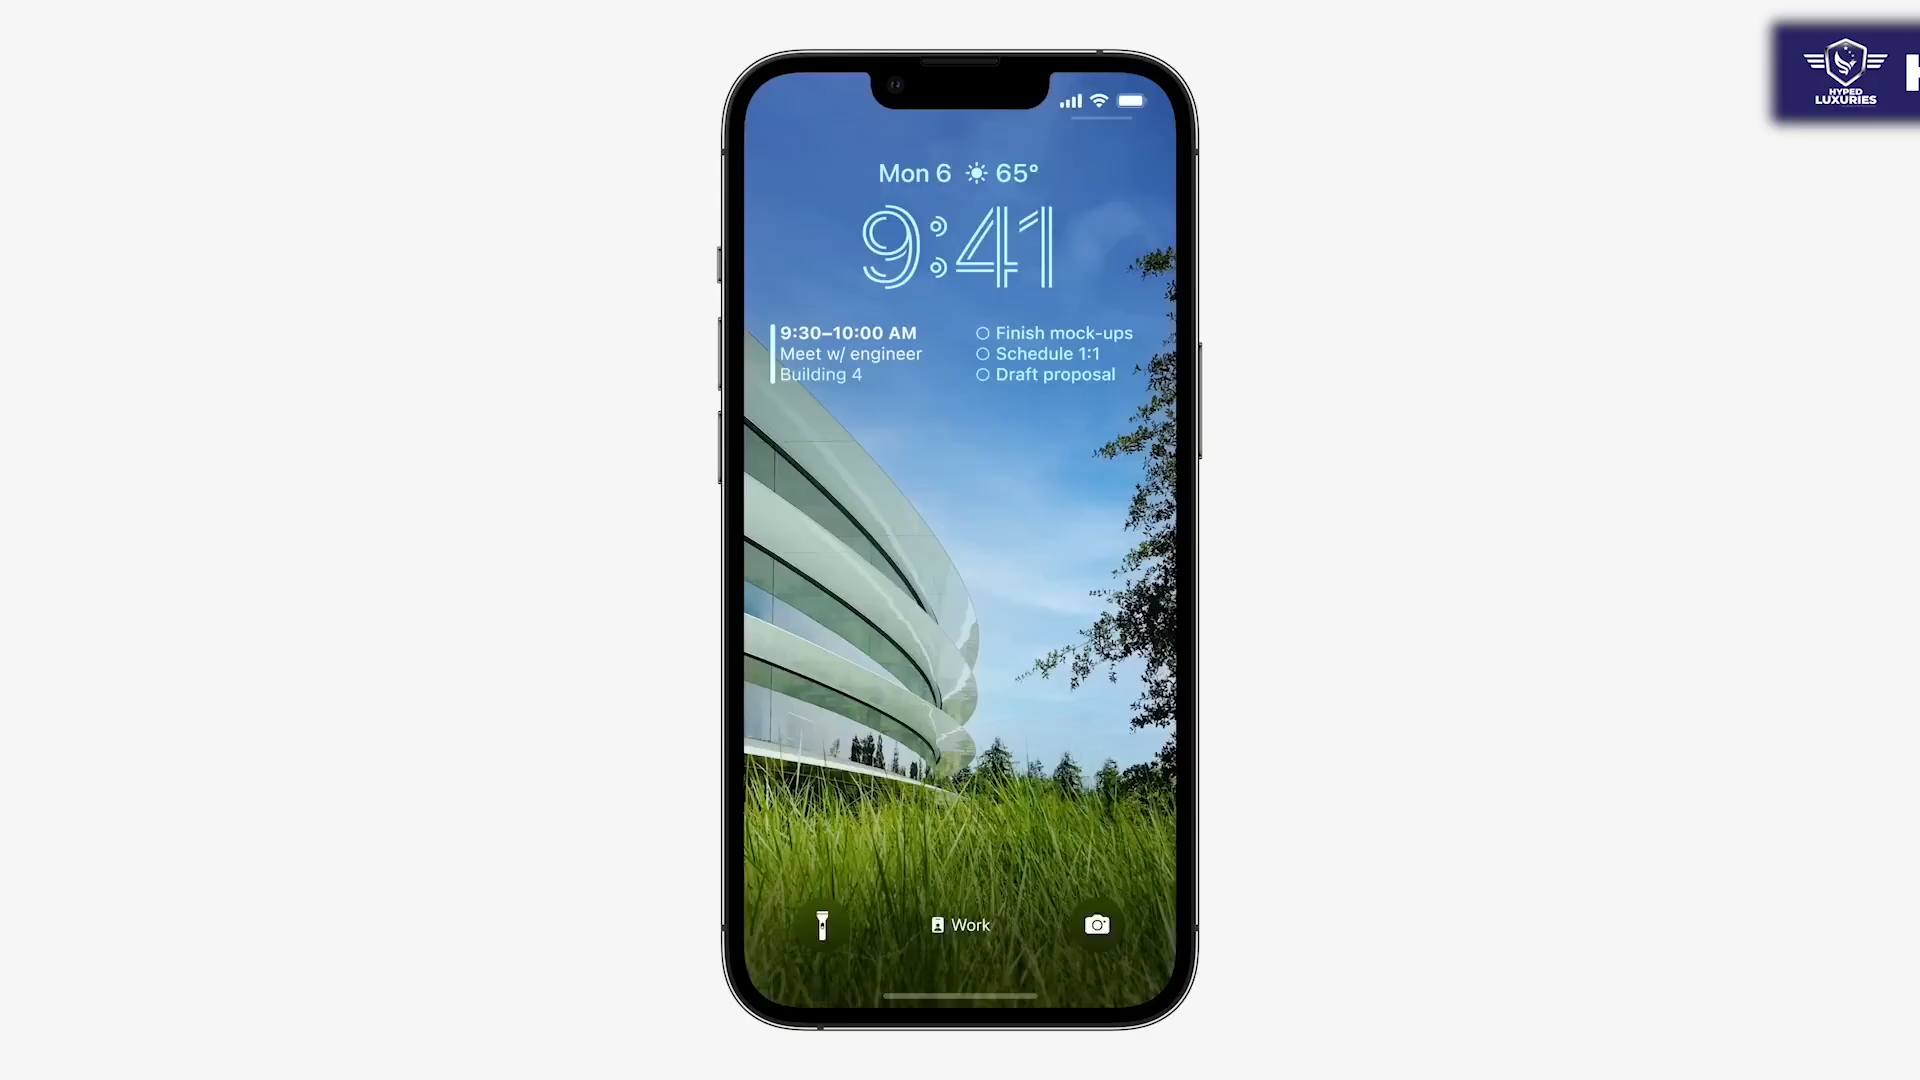 Mon 6 65°
9:41
9:30–10:00 AM
Meet w/ engineer
Building 4
Finish mock-ups
Schedule 1:1
Draft proposal
Work
HYPED
LUXURIES